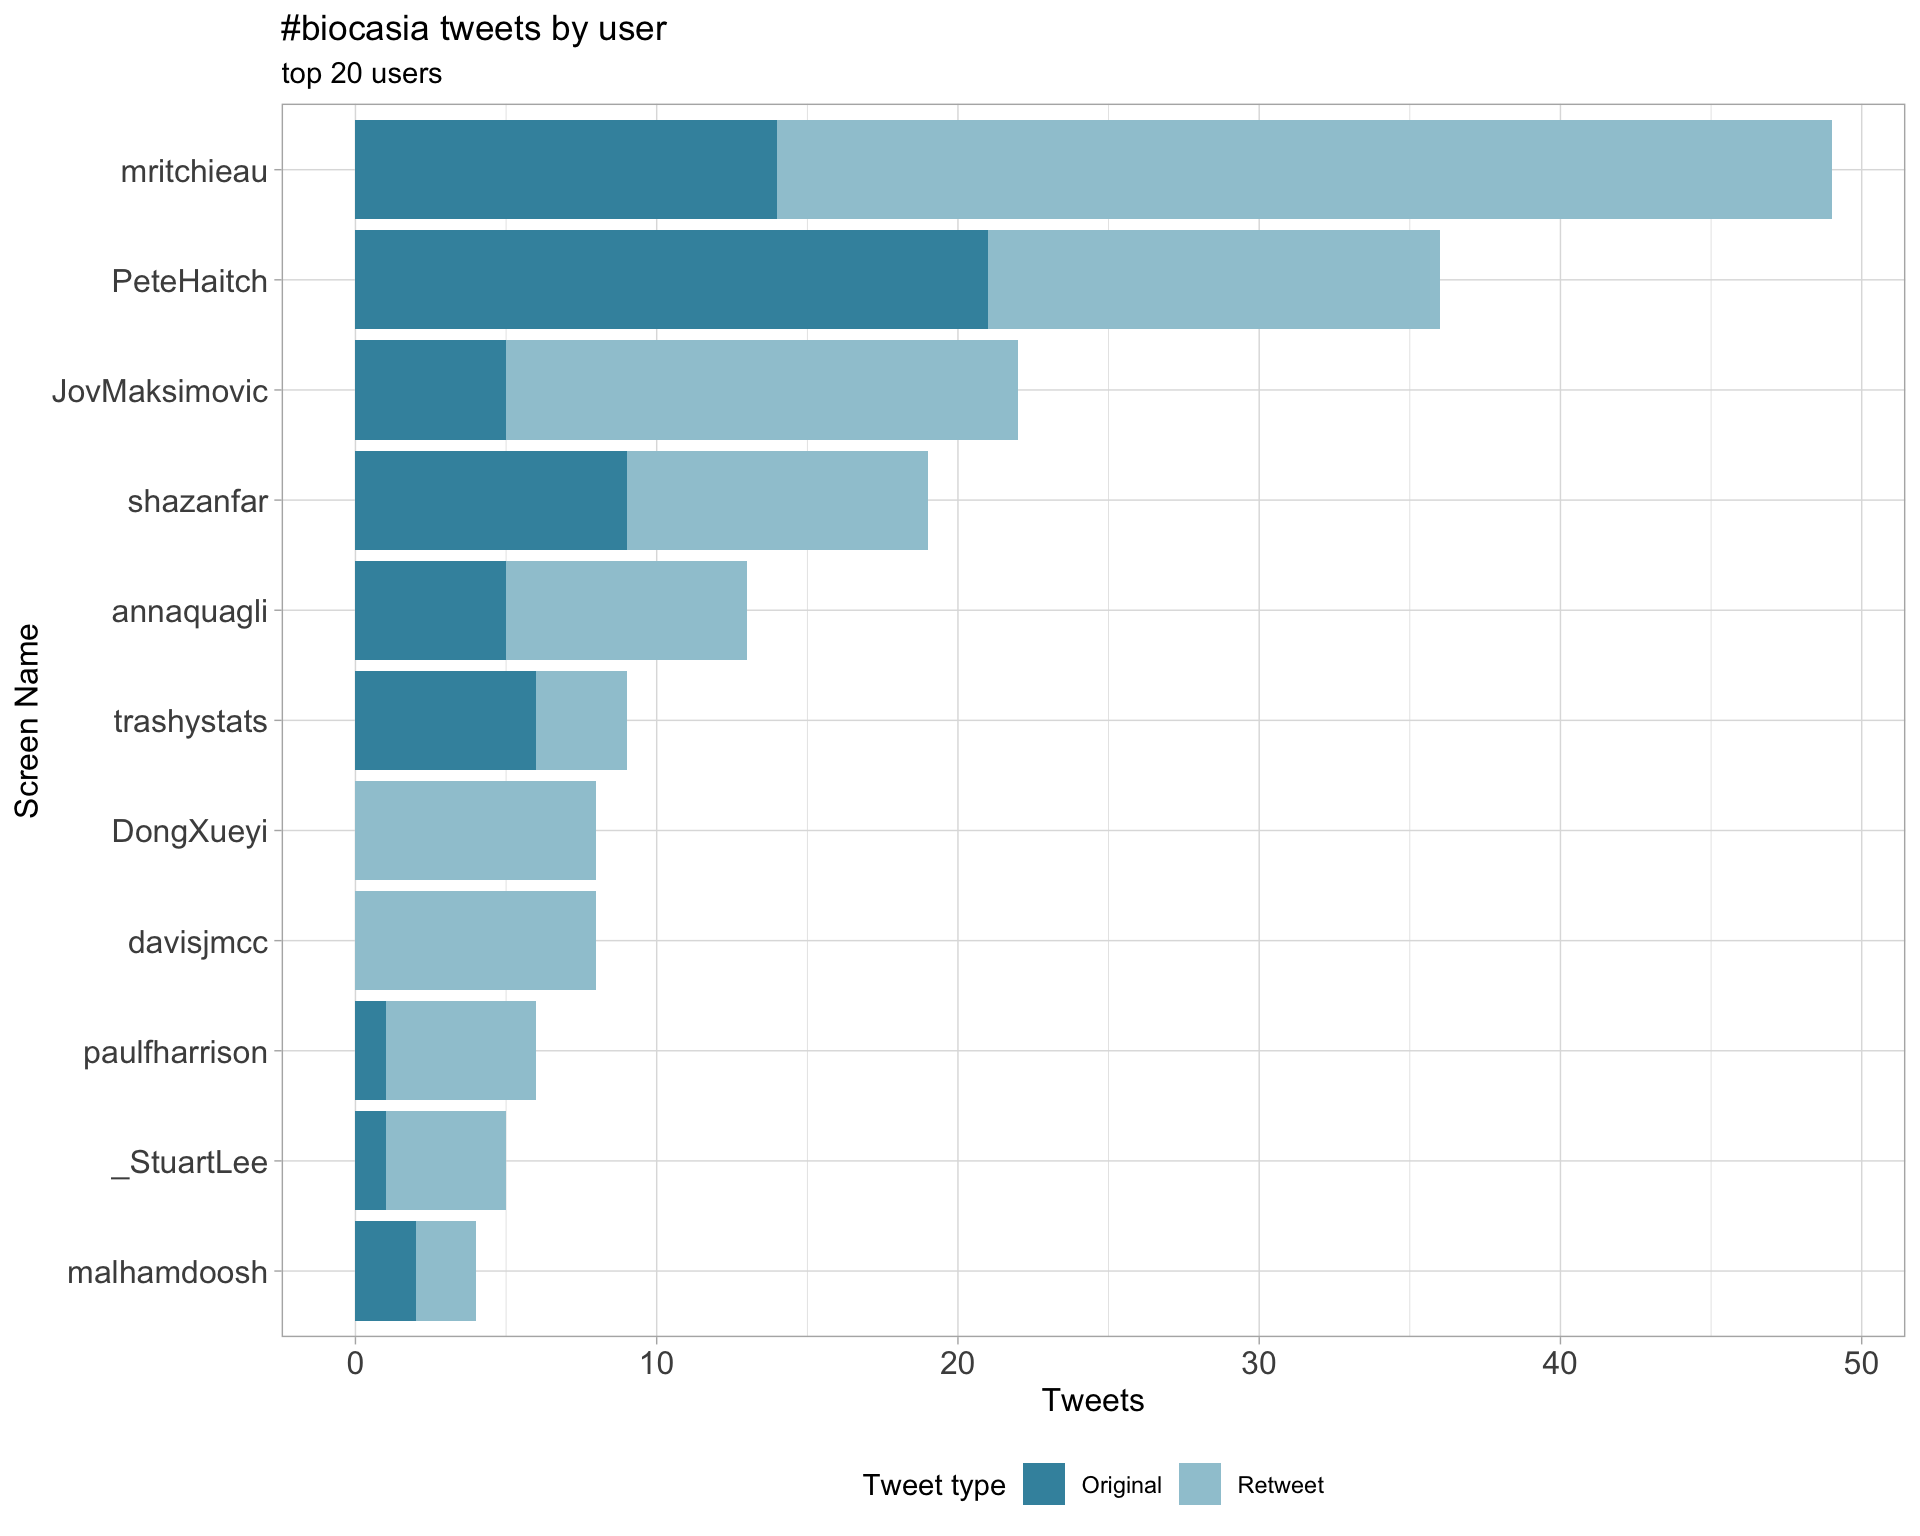 #biocasia tweets by user
top 20 users
Screen Name
mritchieau
PeteHaitch
JovMaksimovic
shazanfar
annaquagli
trashystats
DongXueyi
davisjmcc
paulfharrison
_StuartLee
malhamdoosh
0 10 20 30 40 50
Tweets
Tweet type Original Retweet